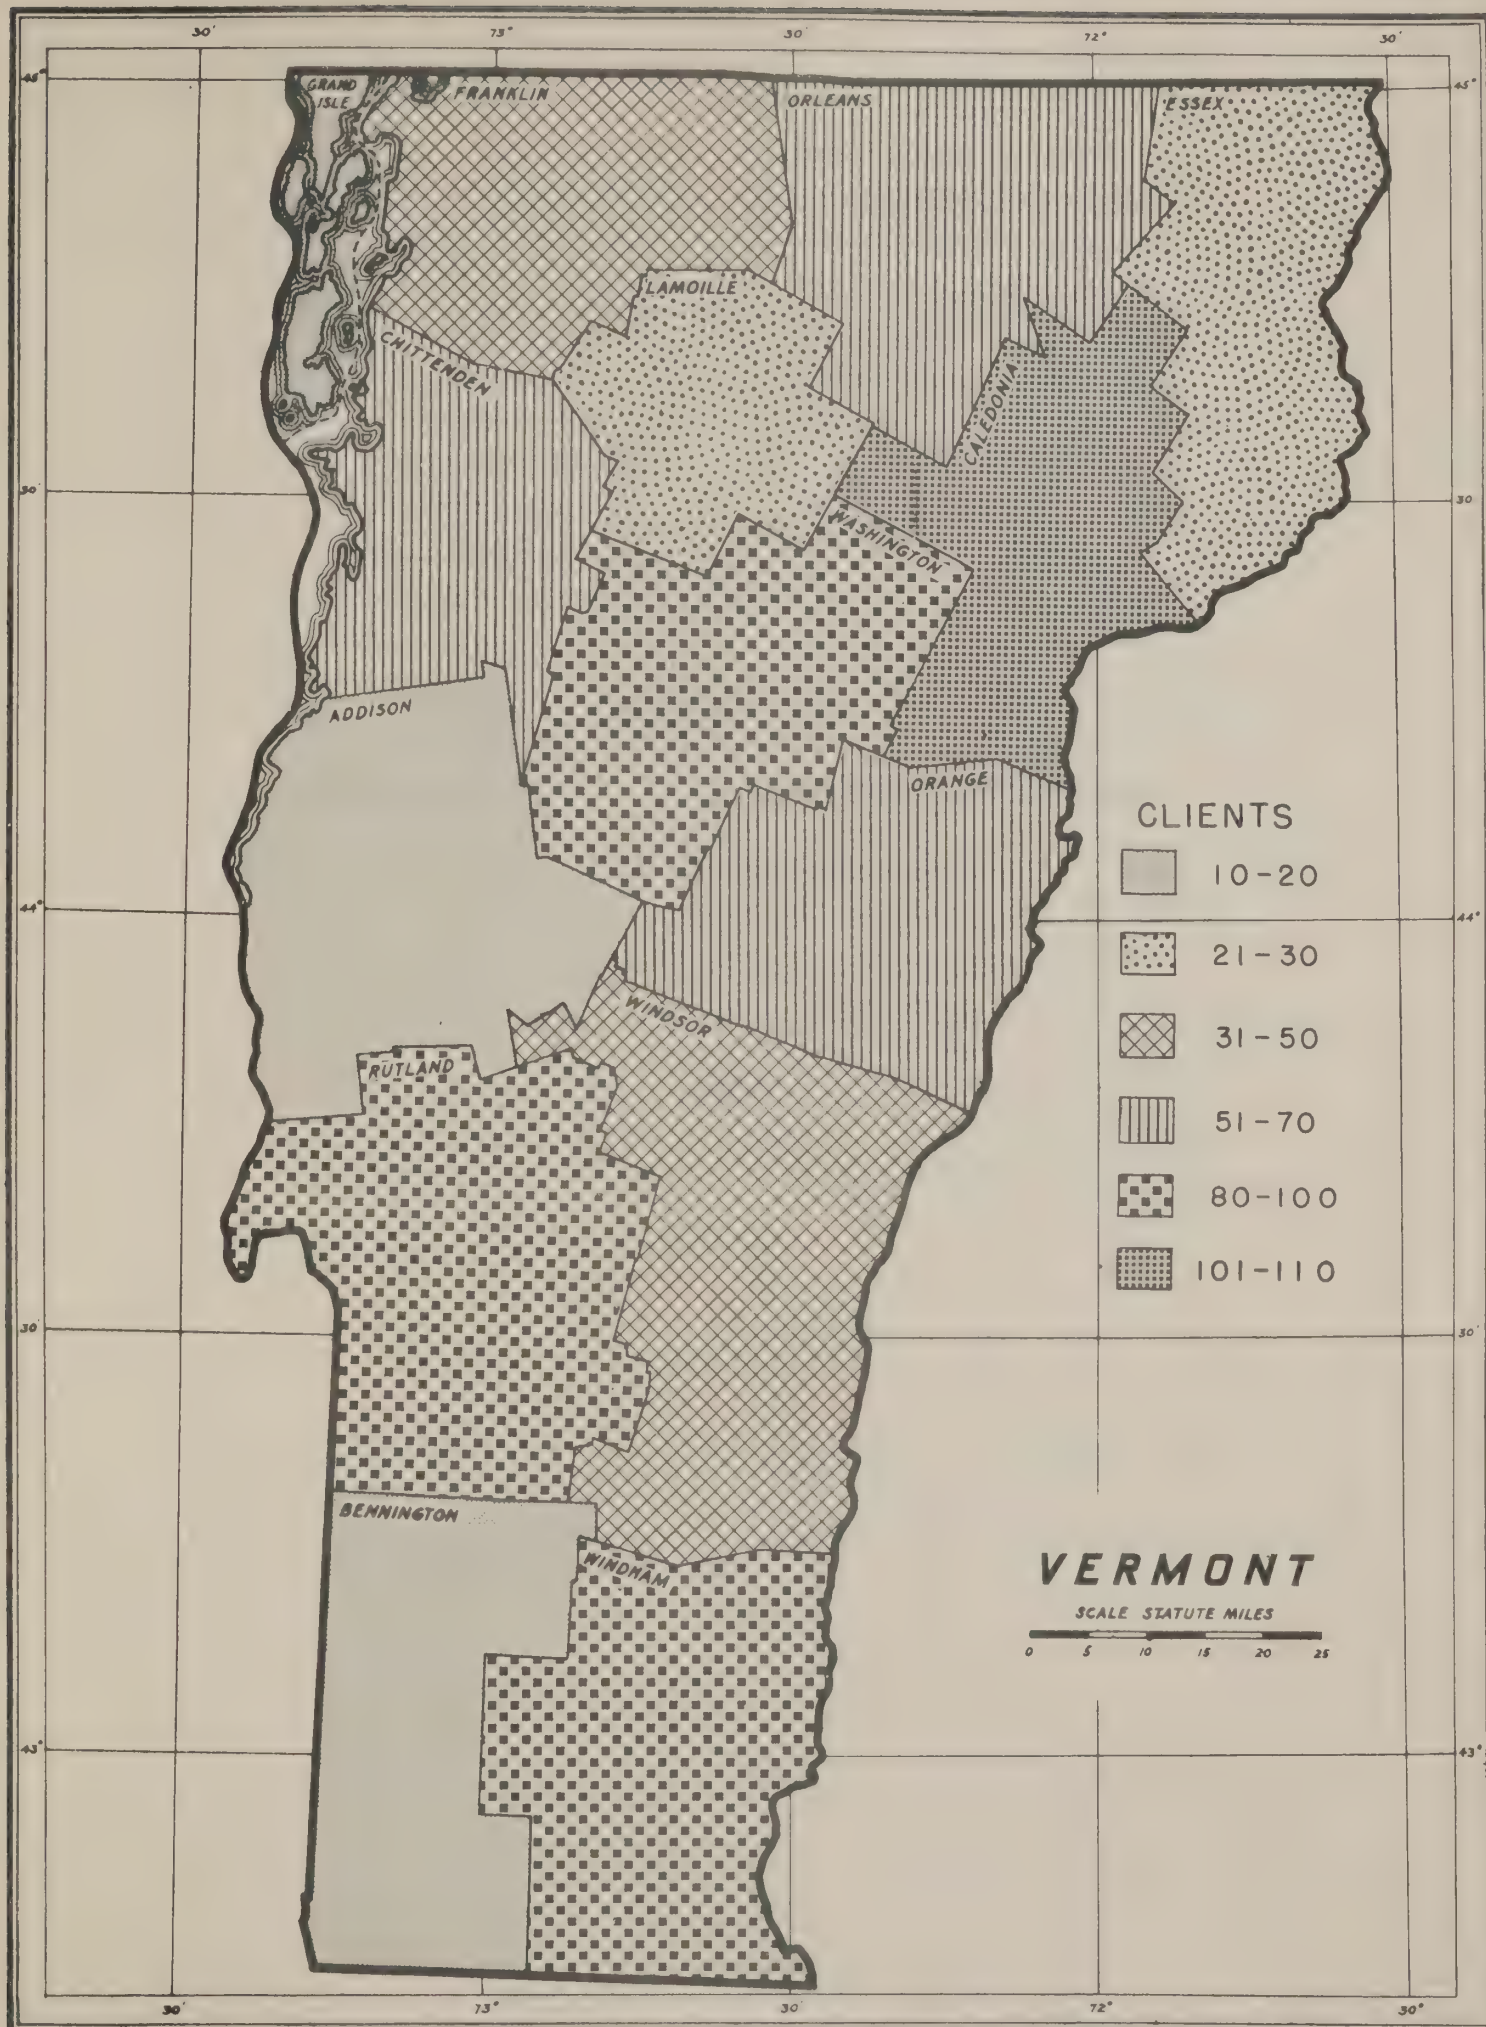 30' 73° 30' 72° 30'
45° 45°
GRAND
ISLE
FRANKLIN
ORLEANS
ESSEX
LAMOILLE
CHITTENDEN
CALEDONIA
30' 30'
WASHINGTON
ADDISON
ORANGE
CLIENTS
10-20
44° 44°
21-30
WINDSOR
31-50
RUTLAND
51-70
80-100
101-110
30' 30'
BENNINGTON
WINDHAM
VERMONT
SCALE STATUTE MILES
0 5 10 15 20 25
43° 43°
30' 73° 30' 72° 30'